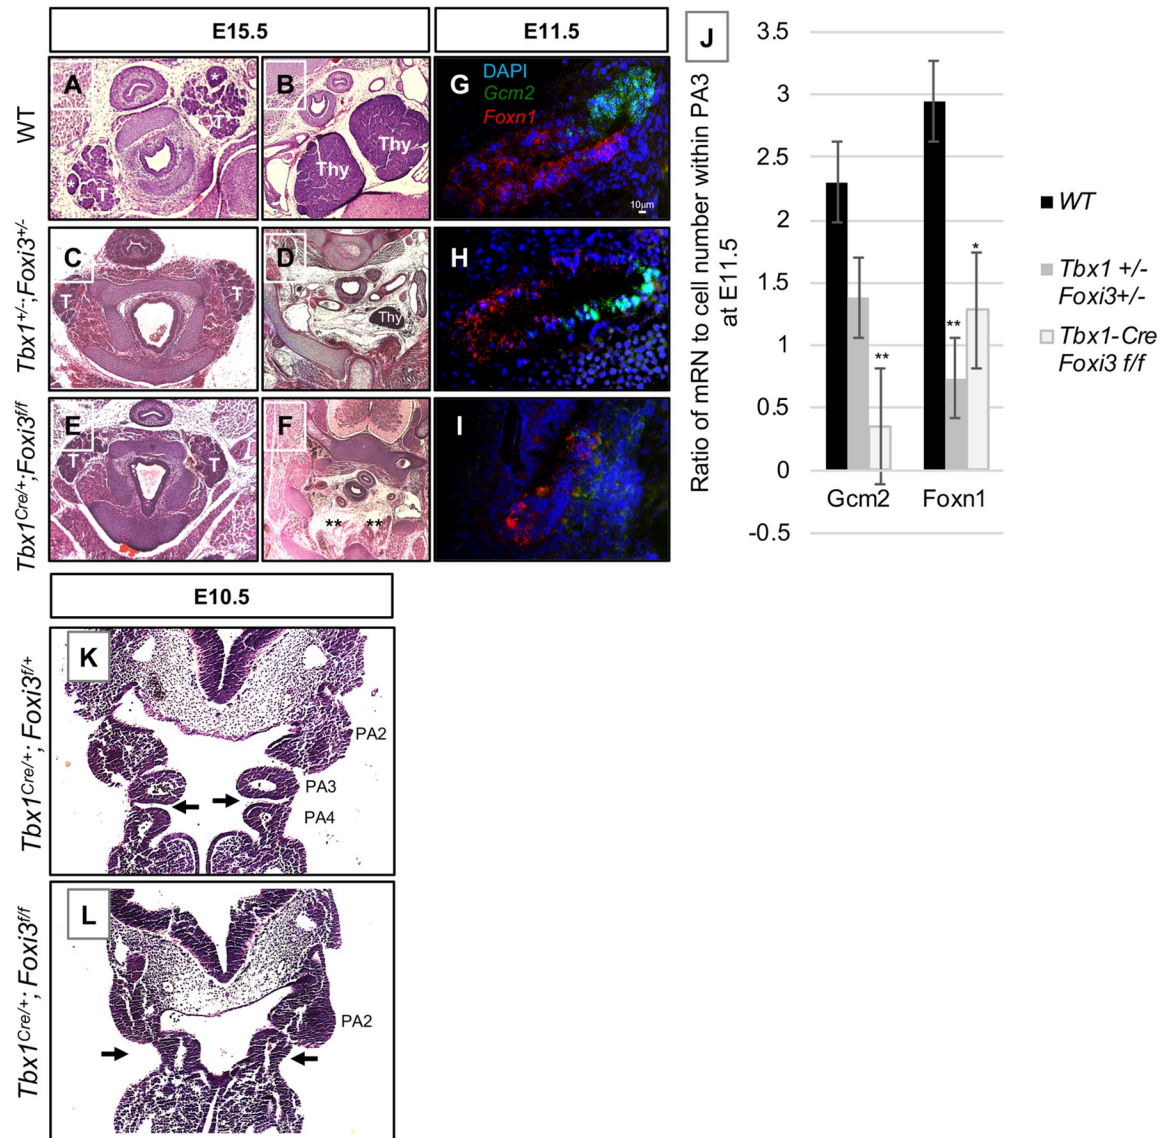 E15.5
E11.5
WT
A
*
T
T
*
B
Thy
Thy
G
DAPI
Gcm2
Foxn1
10μm
Tbx1+/-;Foxi3+/-
C
T
T
D
Thy
H
Tbx1Cre/+;Foxi3f/f
E
T
T
F
** **
I
J
Ratio of mRN to cell number within PA3
at E11.5
3.5
3
2.5
2
1.5
1
0.5
0
-0.5
**
**
*
Gcm2
Foxn1
WT
Tbx1 +/-
Foxi3+/-
Tbx1-Cre
Foxi3 f/f
E10.5
Tbx1Cre/+; Foxi3f/+
K
PA2
PA3
PA4
Tbx1Cre/+; Foxi3f/f
L
PA2